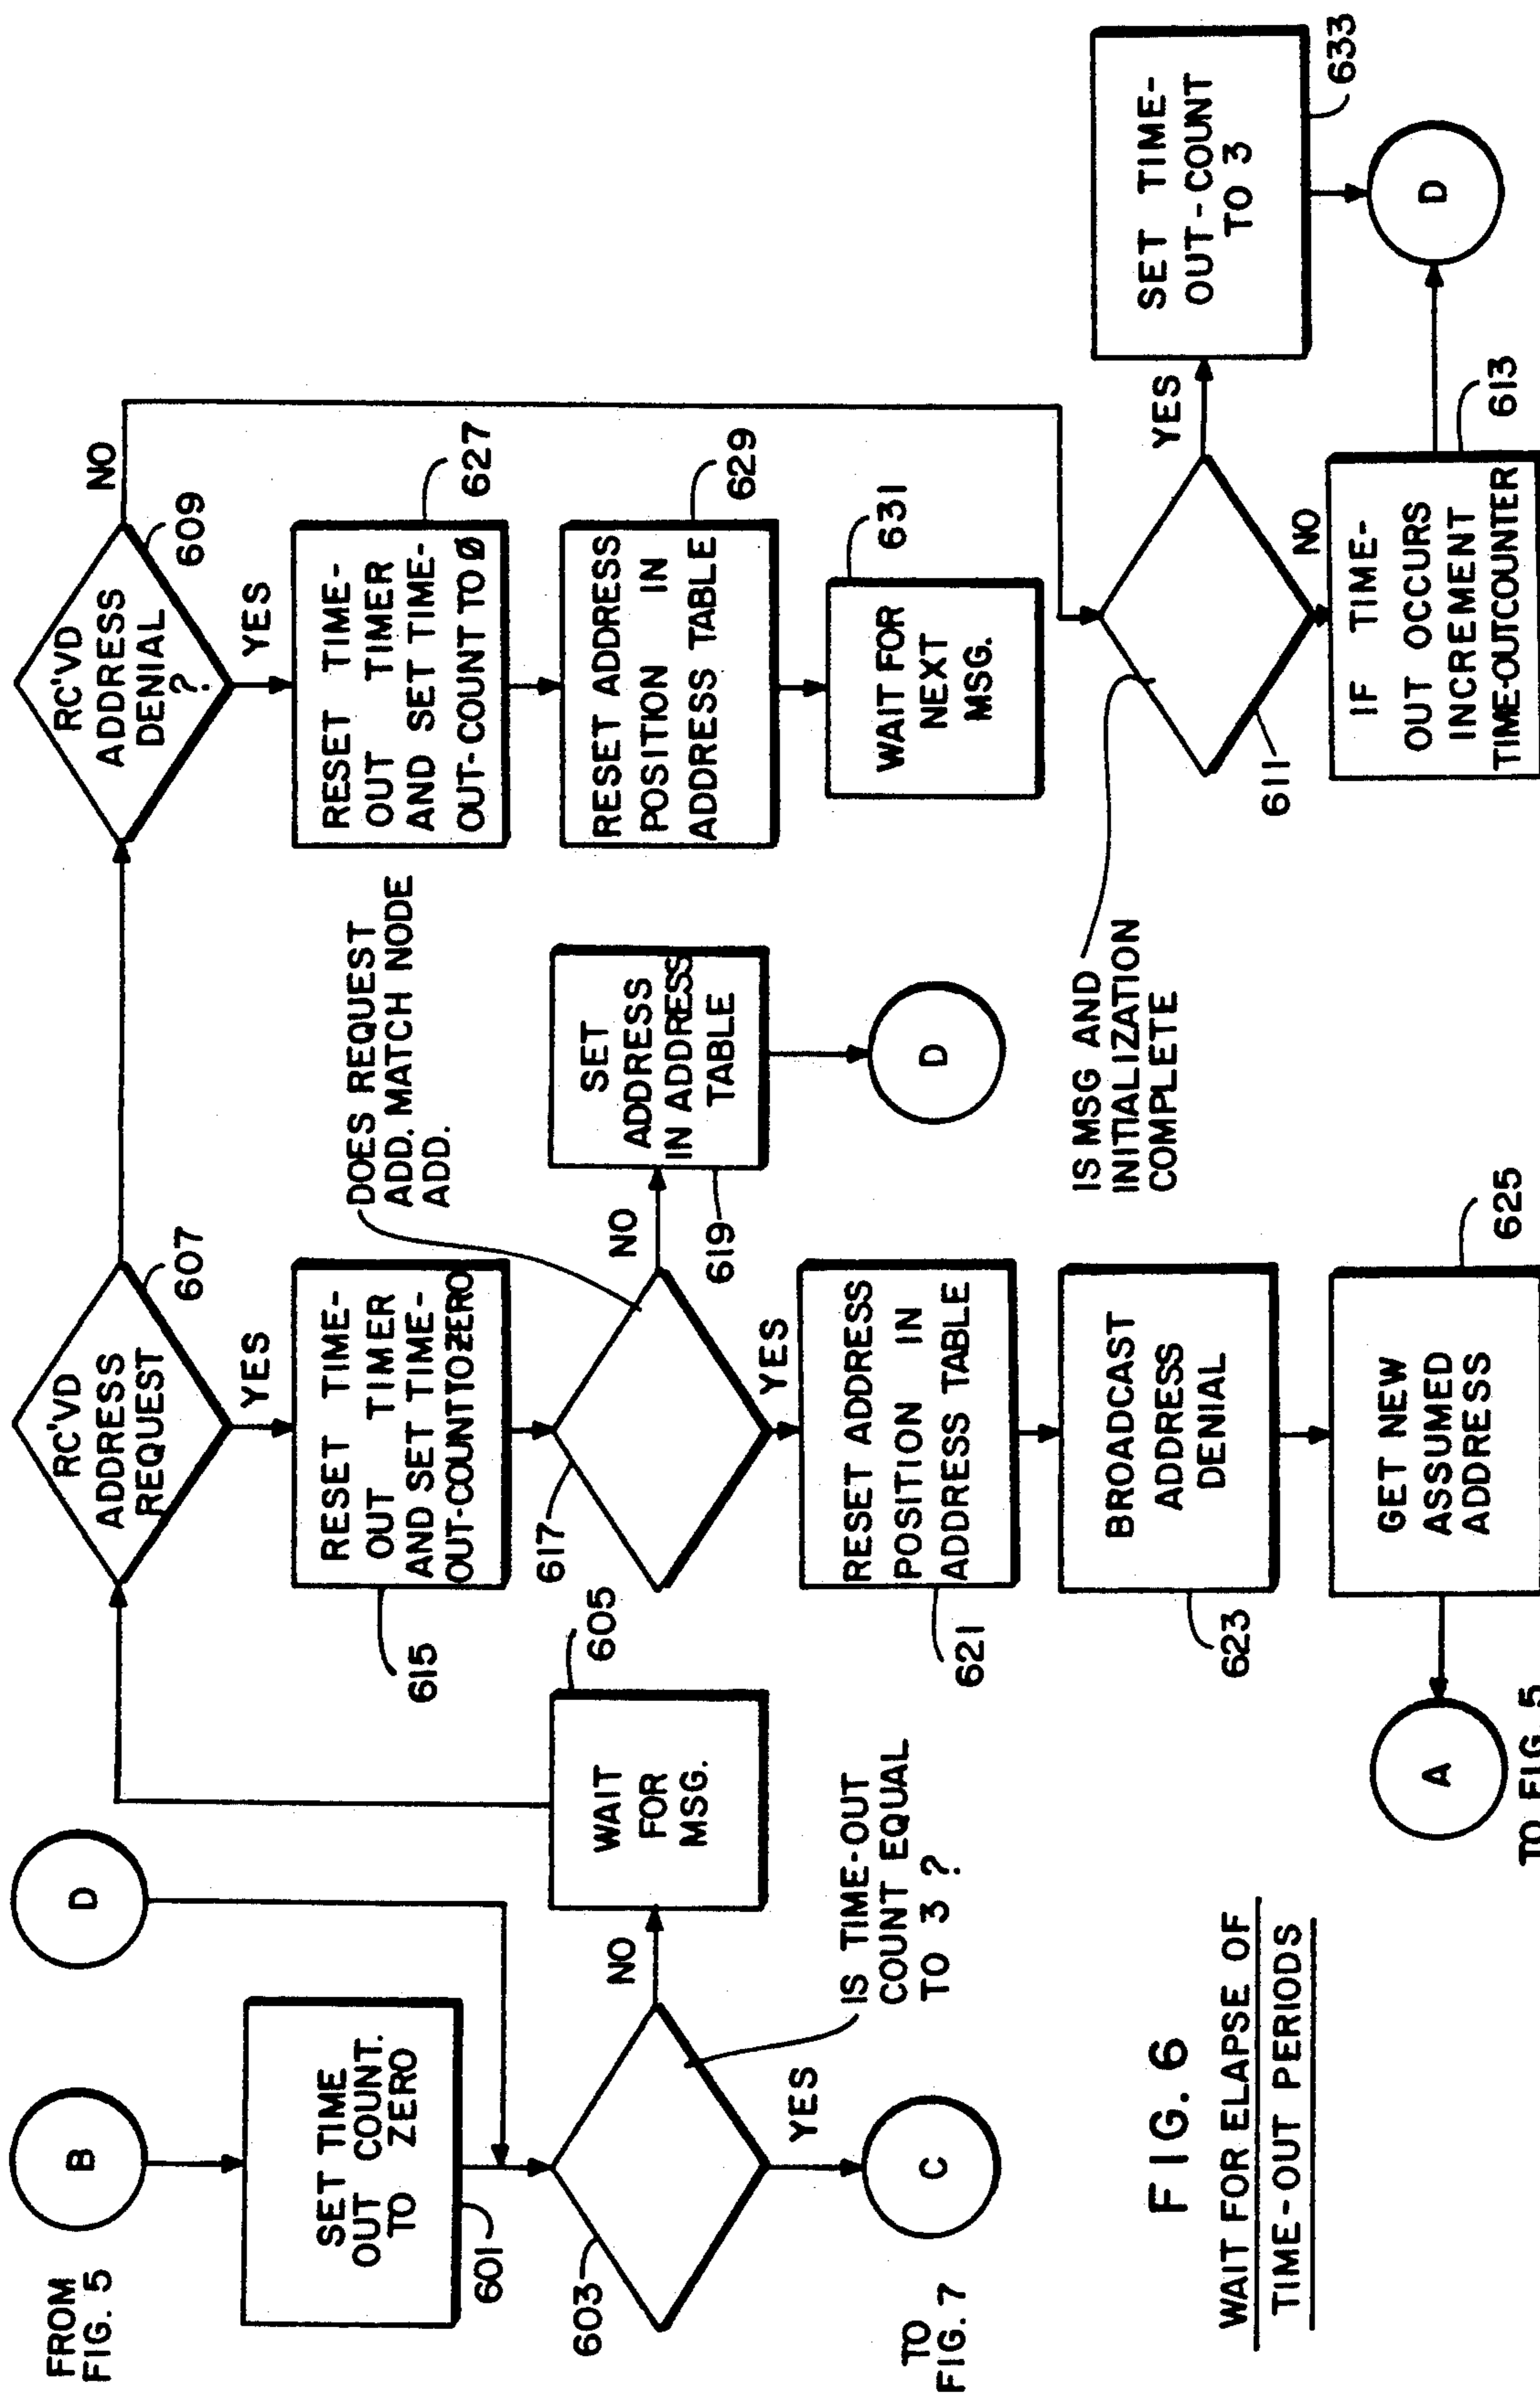 FROM
FIG. 5
B
D
SET TIME
OUT COUNT.
TO ZERO
601
603
NO
YES
IS TIME-OUT
COUNT EQUAL
TO 3 ?
C
TO
FIG. 7
WAIT
FOR
MSG.
605
RC'VD
ADDRESS
REQUEST
607
YES
RESET TIME-
OUT TIMER
AND SET TIME-
OUT-COUNT TO ZERO
615
DOES REQUEST
ADD. MATCH NODE
ADD.
617
NO
SET
ADDRESS
IN ADDRESS
TABLE
619
D
YES
RESET ADDRESS
POSITION IN
ADDRESS TABLE
621
BROADCAST
ADDRESS
DENIAL
623
GET NEW
ASSUMED
ADDRESS
625
A
TO FIG. 5
RC'VD
ADDRESS
DENIAL
?
609
NO
YES
RESET TIME-
OUT TIMER
AND SET TIME-
OUT-COUNT TO Ø
627
RESET ADDRESS
POSITION IN
ADDRESS TABLE
629
WAIT FOR
NEXT
MSG.
631
IS MSG AND
INITIALIZATION
COMPLETE
611
YES
SET TIME-
OUT-COUNT
TO 3
633
D
NO
IF TIME-
OUT OCCURS
INCREMENT
TIME-OUTCOUNTER
613
FIG. 6
WAIT FOR ELAPSE OF
TIME-OUT PERIODS